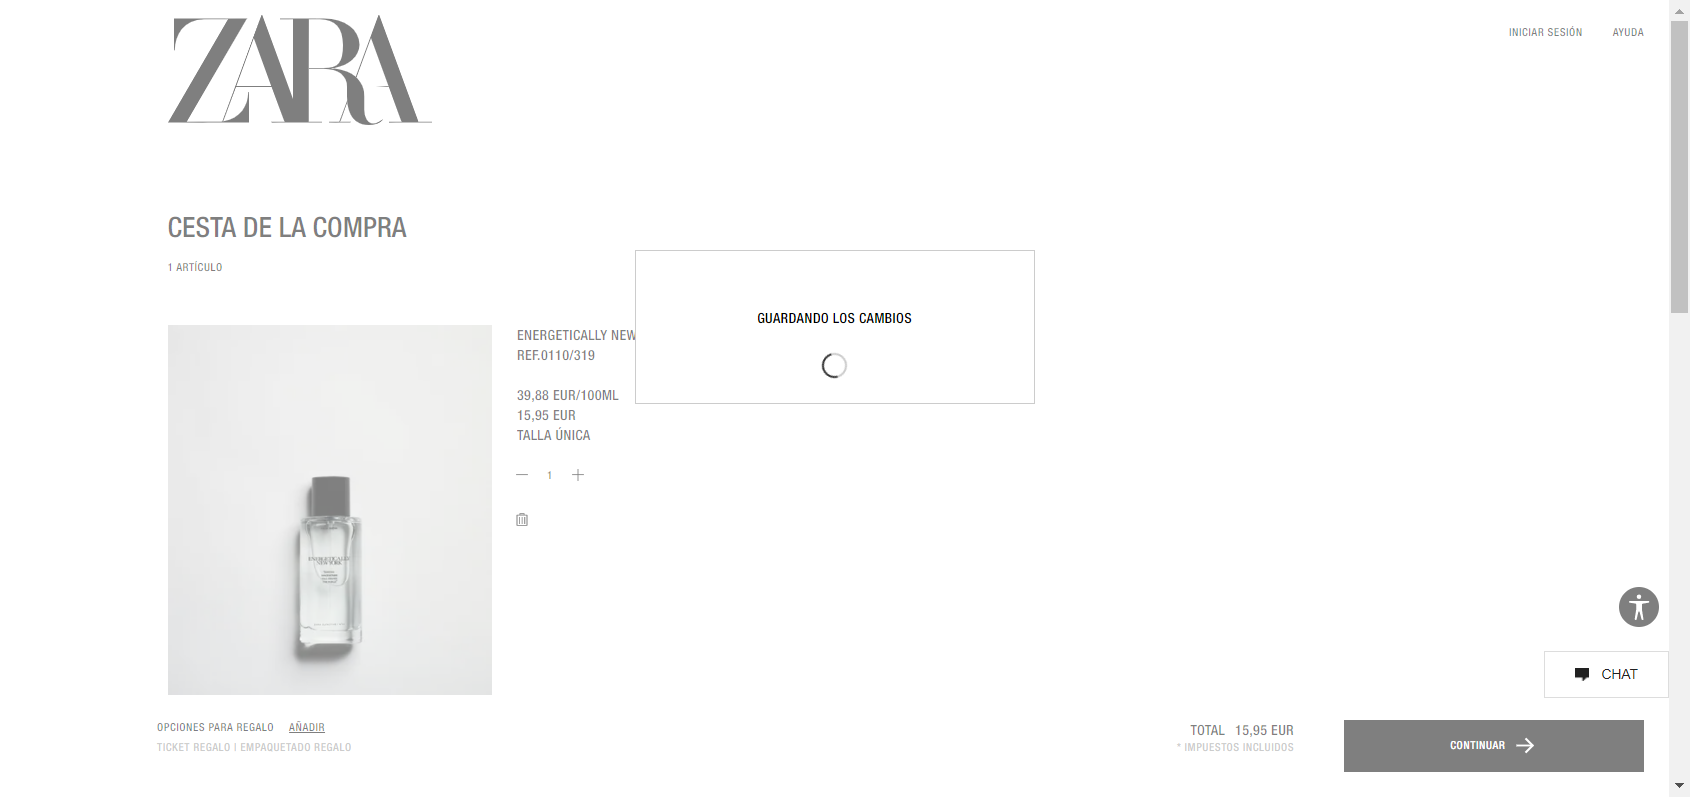 ZARA
INICIAR SESIÓN
AYUDA
CESTA DE LA COMPRA
1 ARTÍCULO
GUARDANDO LOS CAMBIOS
ENERGETICALLY NEW
REF.0110/319
39,88 EUR/100ML
15,95 EUR
TALLA ÚNICA
1
ENERGETICALLY
NEW YORK
CHAT
OPCIONES PARA REGALO AÑADIR
TICKET REGALO | EMPAQUETADO REGALO
TOTAL 15,95 EUR
* IMPUESTOS INCLUIDOS
CONTINUAR